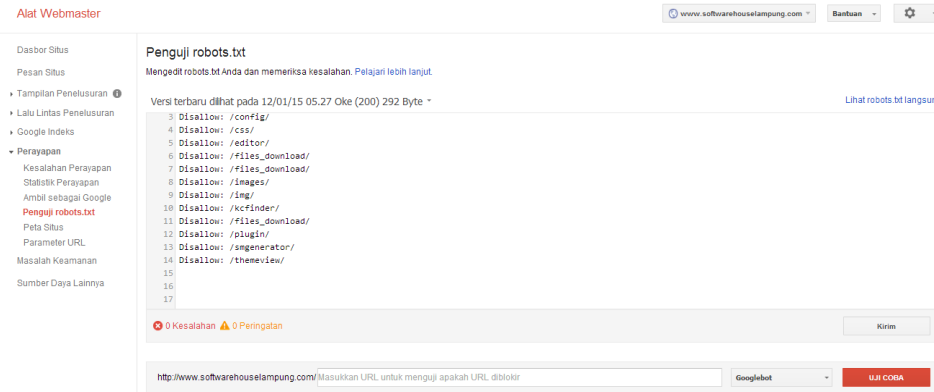 Alat Webmaster
www.softwarehouselampung.com
Bantuan
Dasbor Situs
Pesan Situs
Tampilan Penelusuran
Lalu Lintas Penelusuran
Google Indeks
Perayapan
Kesalahan Perayapan
Statistik Perayapan
Ambil sebagai Google
Penguji robots.txt
Peta Situs
Parameter URL
Masalah Keamanan
Sumber Daya Lainnya
Penguji robots.txt
Mengedit robots.txt Anda dan memeriksa kesalahan. Pelajari lebih lanjut.
Versi terbaru dilihat pada 12/01/15 05.27 Oke (200) 292 Byte
Lihat robots.txt langsun
3 Disallow: /config/
4 Disallow: /css/
5 Disallow: /editor/
6 Disallow: /files_download/
7 Disallow: /files_download/
8 Disallow: /images/
9 Disallow: /img/
10 Disallow: /kcfinder/
11 Disallow: /files_download/
12 Disallow: /plugin/
13 Disallow: /smgenerator/
14 Disallow: /themeview/
15
16
17
0 Kesalahan 0 Peringatan
Kirim
http://www.softwarehouselampung.com/ Masukkan URL untuk menguji apakah URL diblokir
Googlebot
UJI COBA